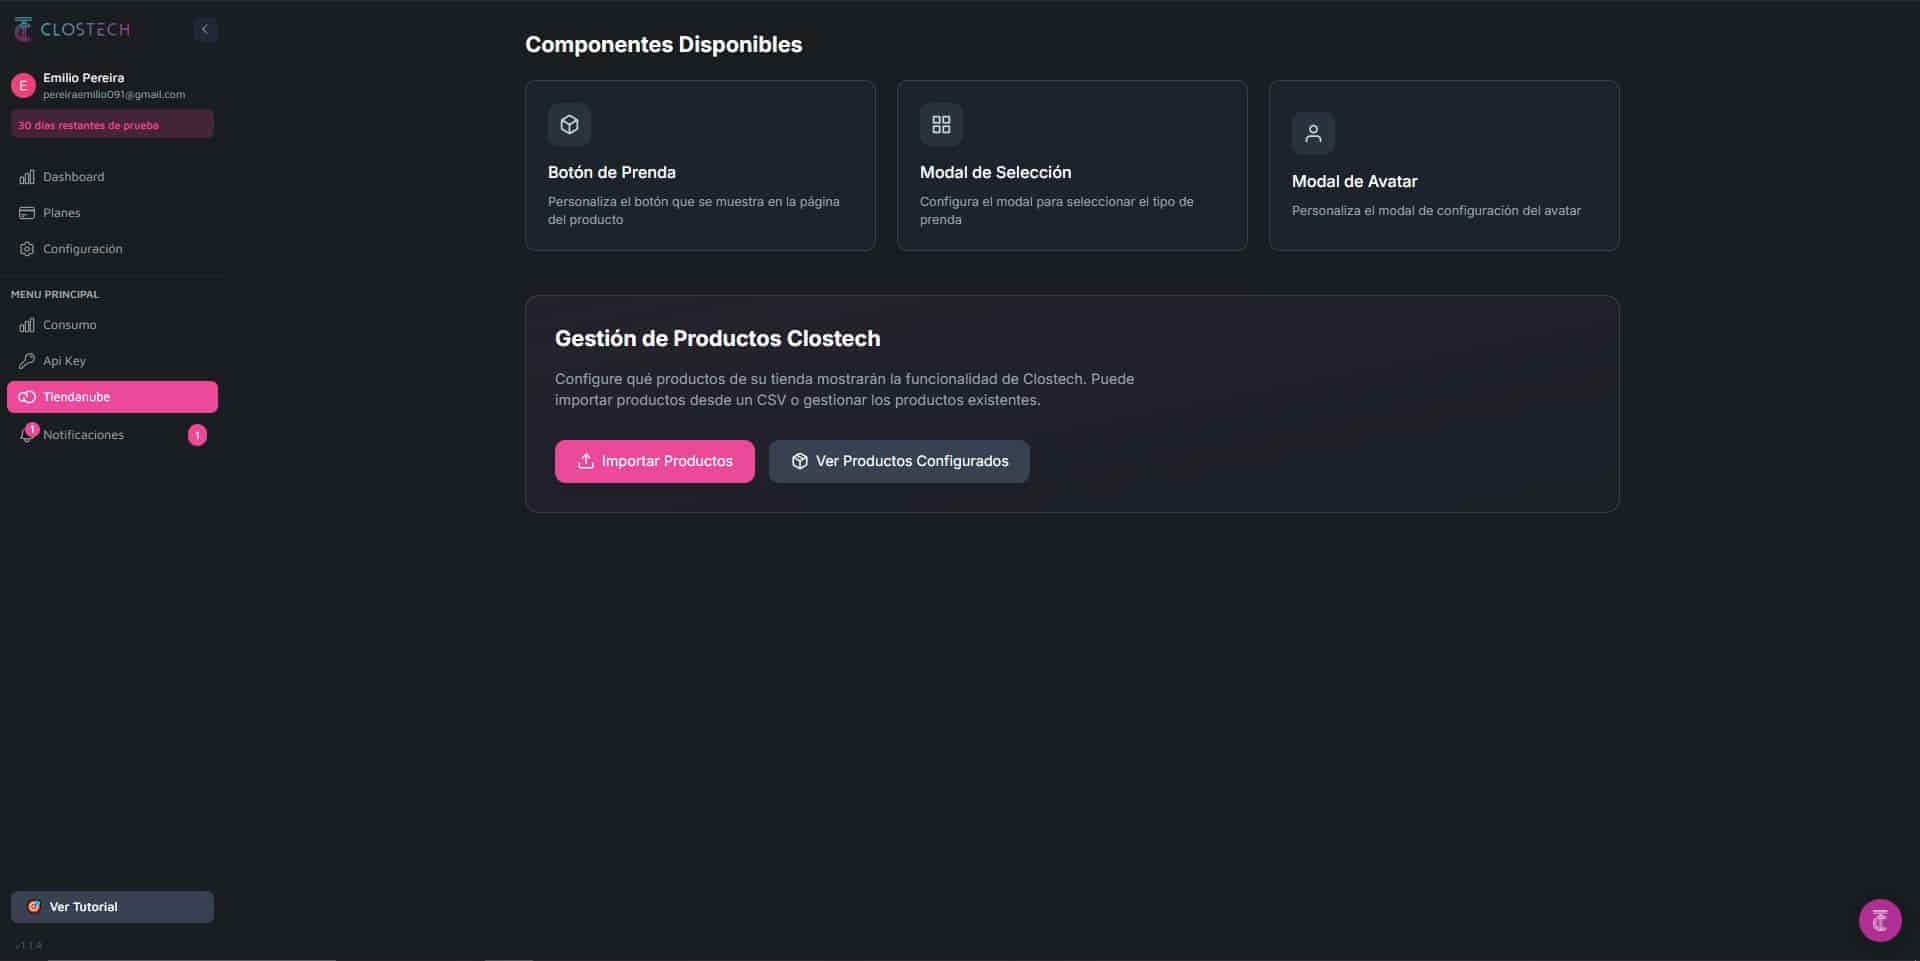 CLOSTECH
E
Emilio Pereira
pereiraemilio091@gmail.com
30 días restantes de prueba
Dashboard
Planes
Configuración
MENU PRINCIPAL
Consumo
Api Key
Tiendanube
1
Notificaciones
1
Ver Tutorial
v1.1.4
Componentes Disponibles
Botón de Prenda
Personaliza el botón que se muestra en la página
del producto
Modal de Selección
Configura el modal para seleccionar el tipo de
prenda
Modal de Avatar
Personaliza el modal de configuración del avatar
Gestión de Productos Clostech
Configure qué productos de su tienda mostrarán la funcionalidad de Clostech. Puede
importar productos desde un CSV o gestionar los productos existentes.
Importar Productos
Ver Productos Configurados